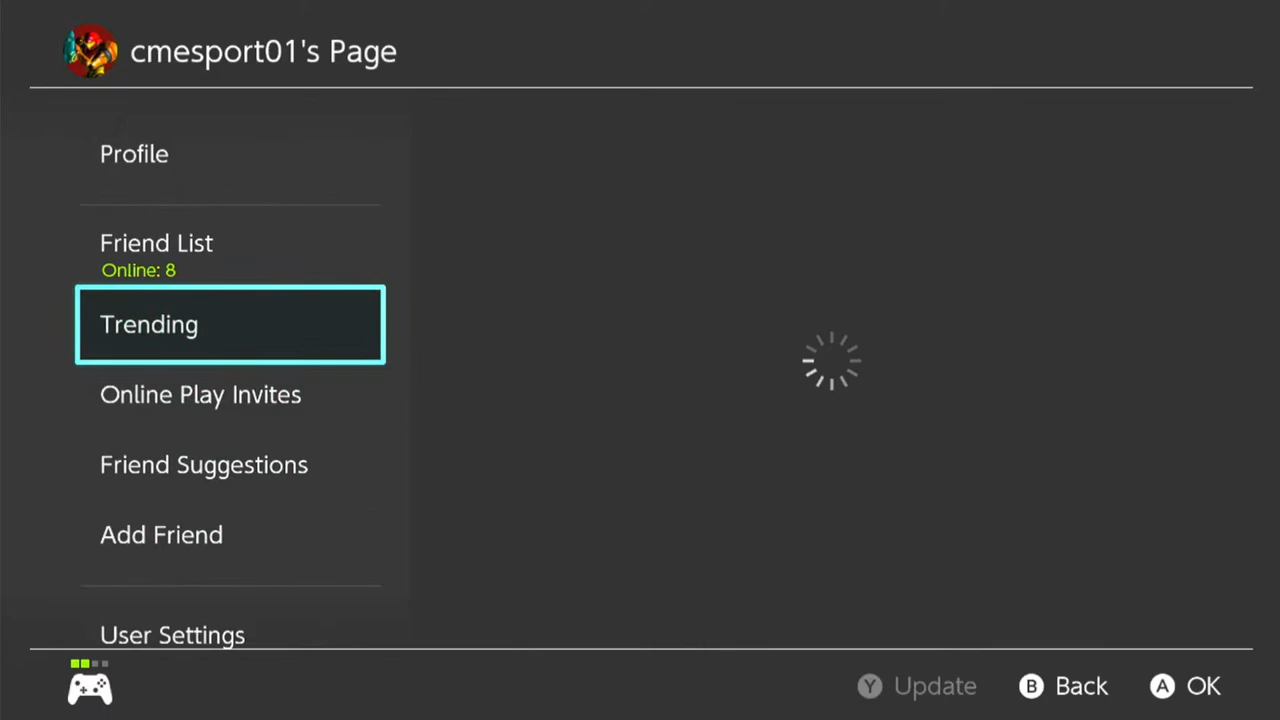 cmesport01's Page
Profile
Friend List
Online: 8
Trending
Online Play Invites
Friend Suggestions
Add Friend
User Settings
Y Update B Back A OK